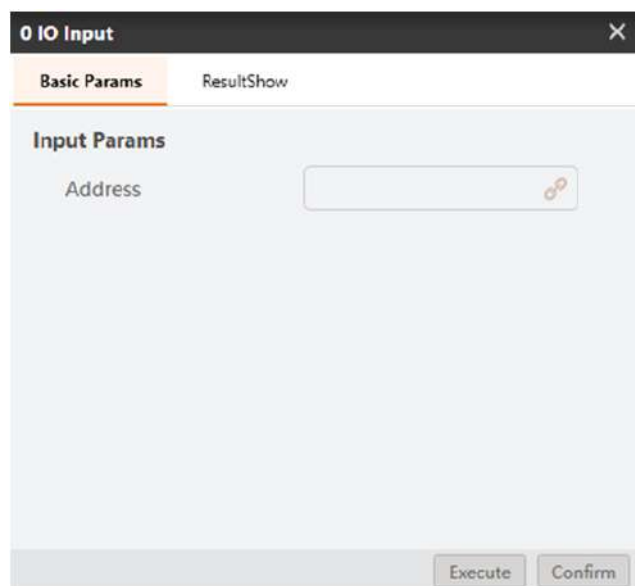 0 IO Input
Basic Params ResultShow
Input Params
Address
Execute Confirm